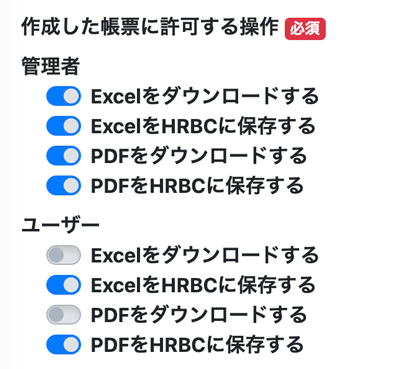 作成した帳票に許可する操作 必須
管理者
Excelをダウンロードする
ExcelをHRBCに保存する
PDFをダウンロードする
PDFをHRBCに保存する
ユーザー
Excelをダウンロードする
ExcelをHRBCに保存する
PDFをダウンロードする
PDFをHRBCに保存する